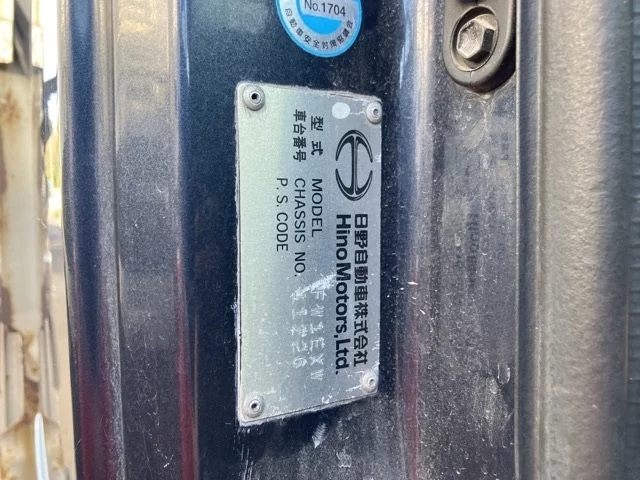 No.1704
日野自動車株式会社
HinoMotors,Ltd.
型式 MODEL FW1EXW
車台番号 CHASSIS NO.
P. S. CODE